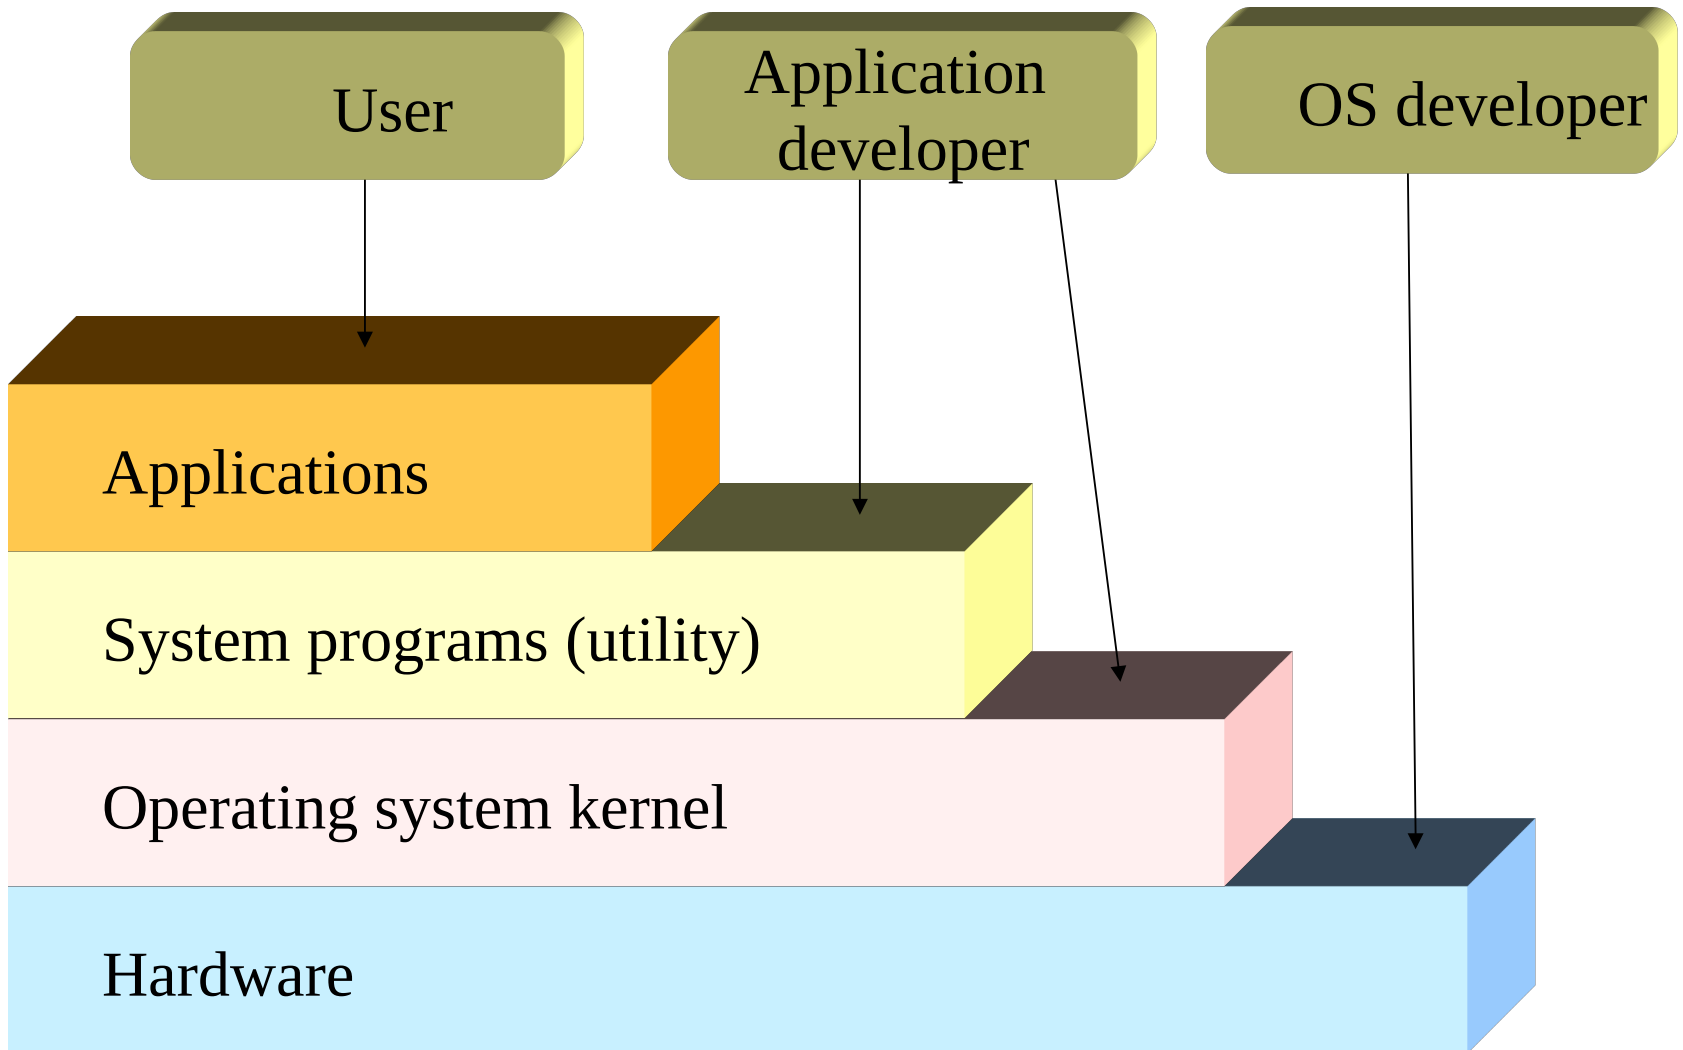 User
Application
developer
OS developer
Applications
System programs (utility)
Operating system kernel
Hardware